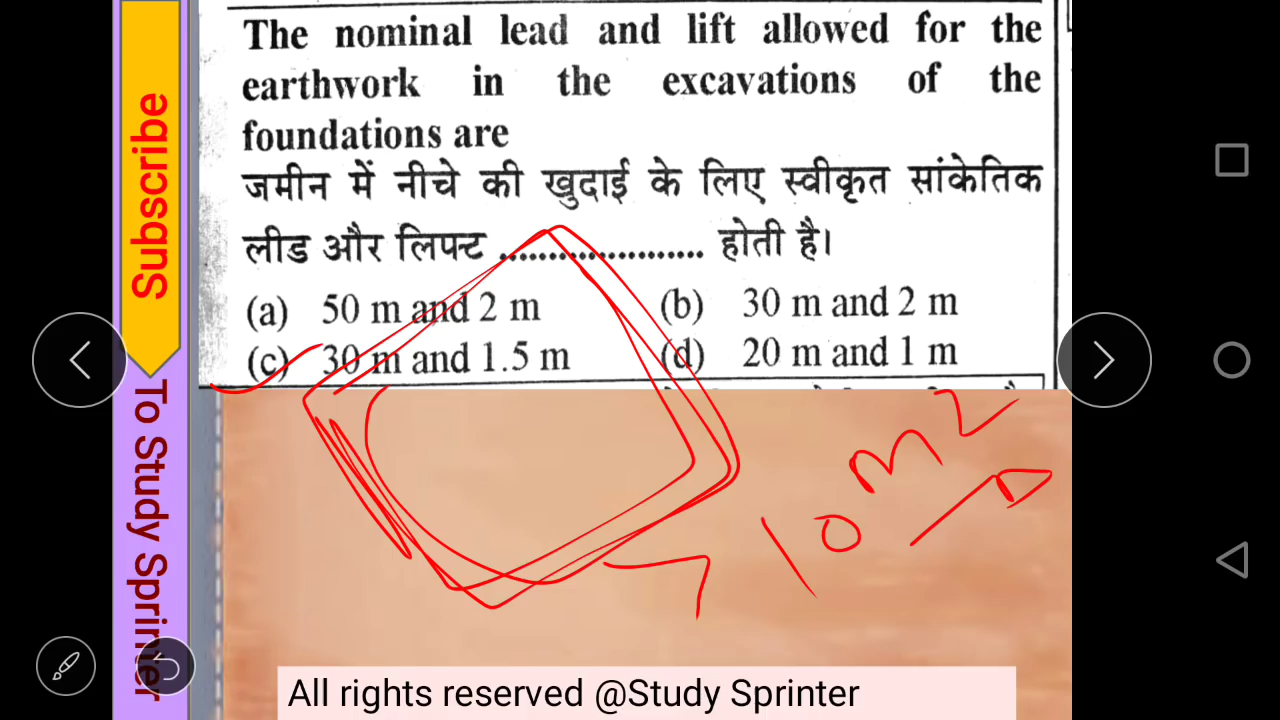 The nominal lead and lift allowed for the
earthwork in the excavations of the
foundations are
जमीन में नीचे की खुदाई के लिए स्वीकृत सांकेतिक
लीड और लिफ्ट ..................... होती है।
(a) 50 m and 2 m (b) 30 m and 2 m
(c) 30 m and 1.5 m (d) 20 m and 1 m
Subscribe
To Study Sprinter
710 m2
All rights reserved @Study Sprinter